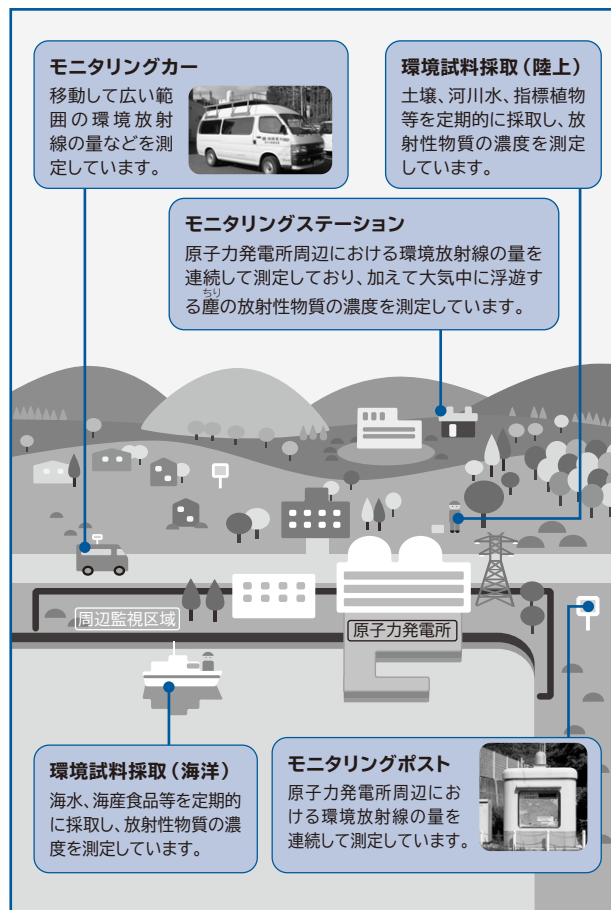 モニタリングカー
移動して広い範
囲の環境放射
線の量などを測
定しています。
環境試料採取(陸上)
土壌、河川水、指標植物
等を定期的に採取し、放
射性物質の濃度を測定
しています。
モニタリングステーション
原子力発電所周辺における環境放射線の量を
連続して測定しており、加えて大気中に浮遊す
ちり
る塵の放射性物質の濃度を測定しています。
周辺監視区域
原子力発電所
環境試料採取(海洋)
海水、海産食品等を定期的
に採取し、放射性物質の濃
度を測定しています。
モニタリングポスト
原子力発電所周辺にお
ける環境放射線の量を
連続して測定しています。